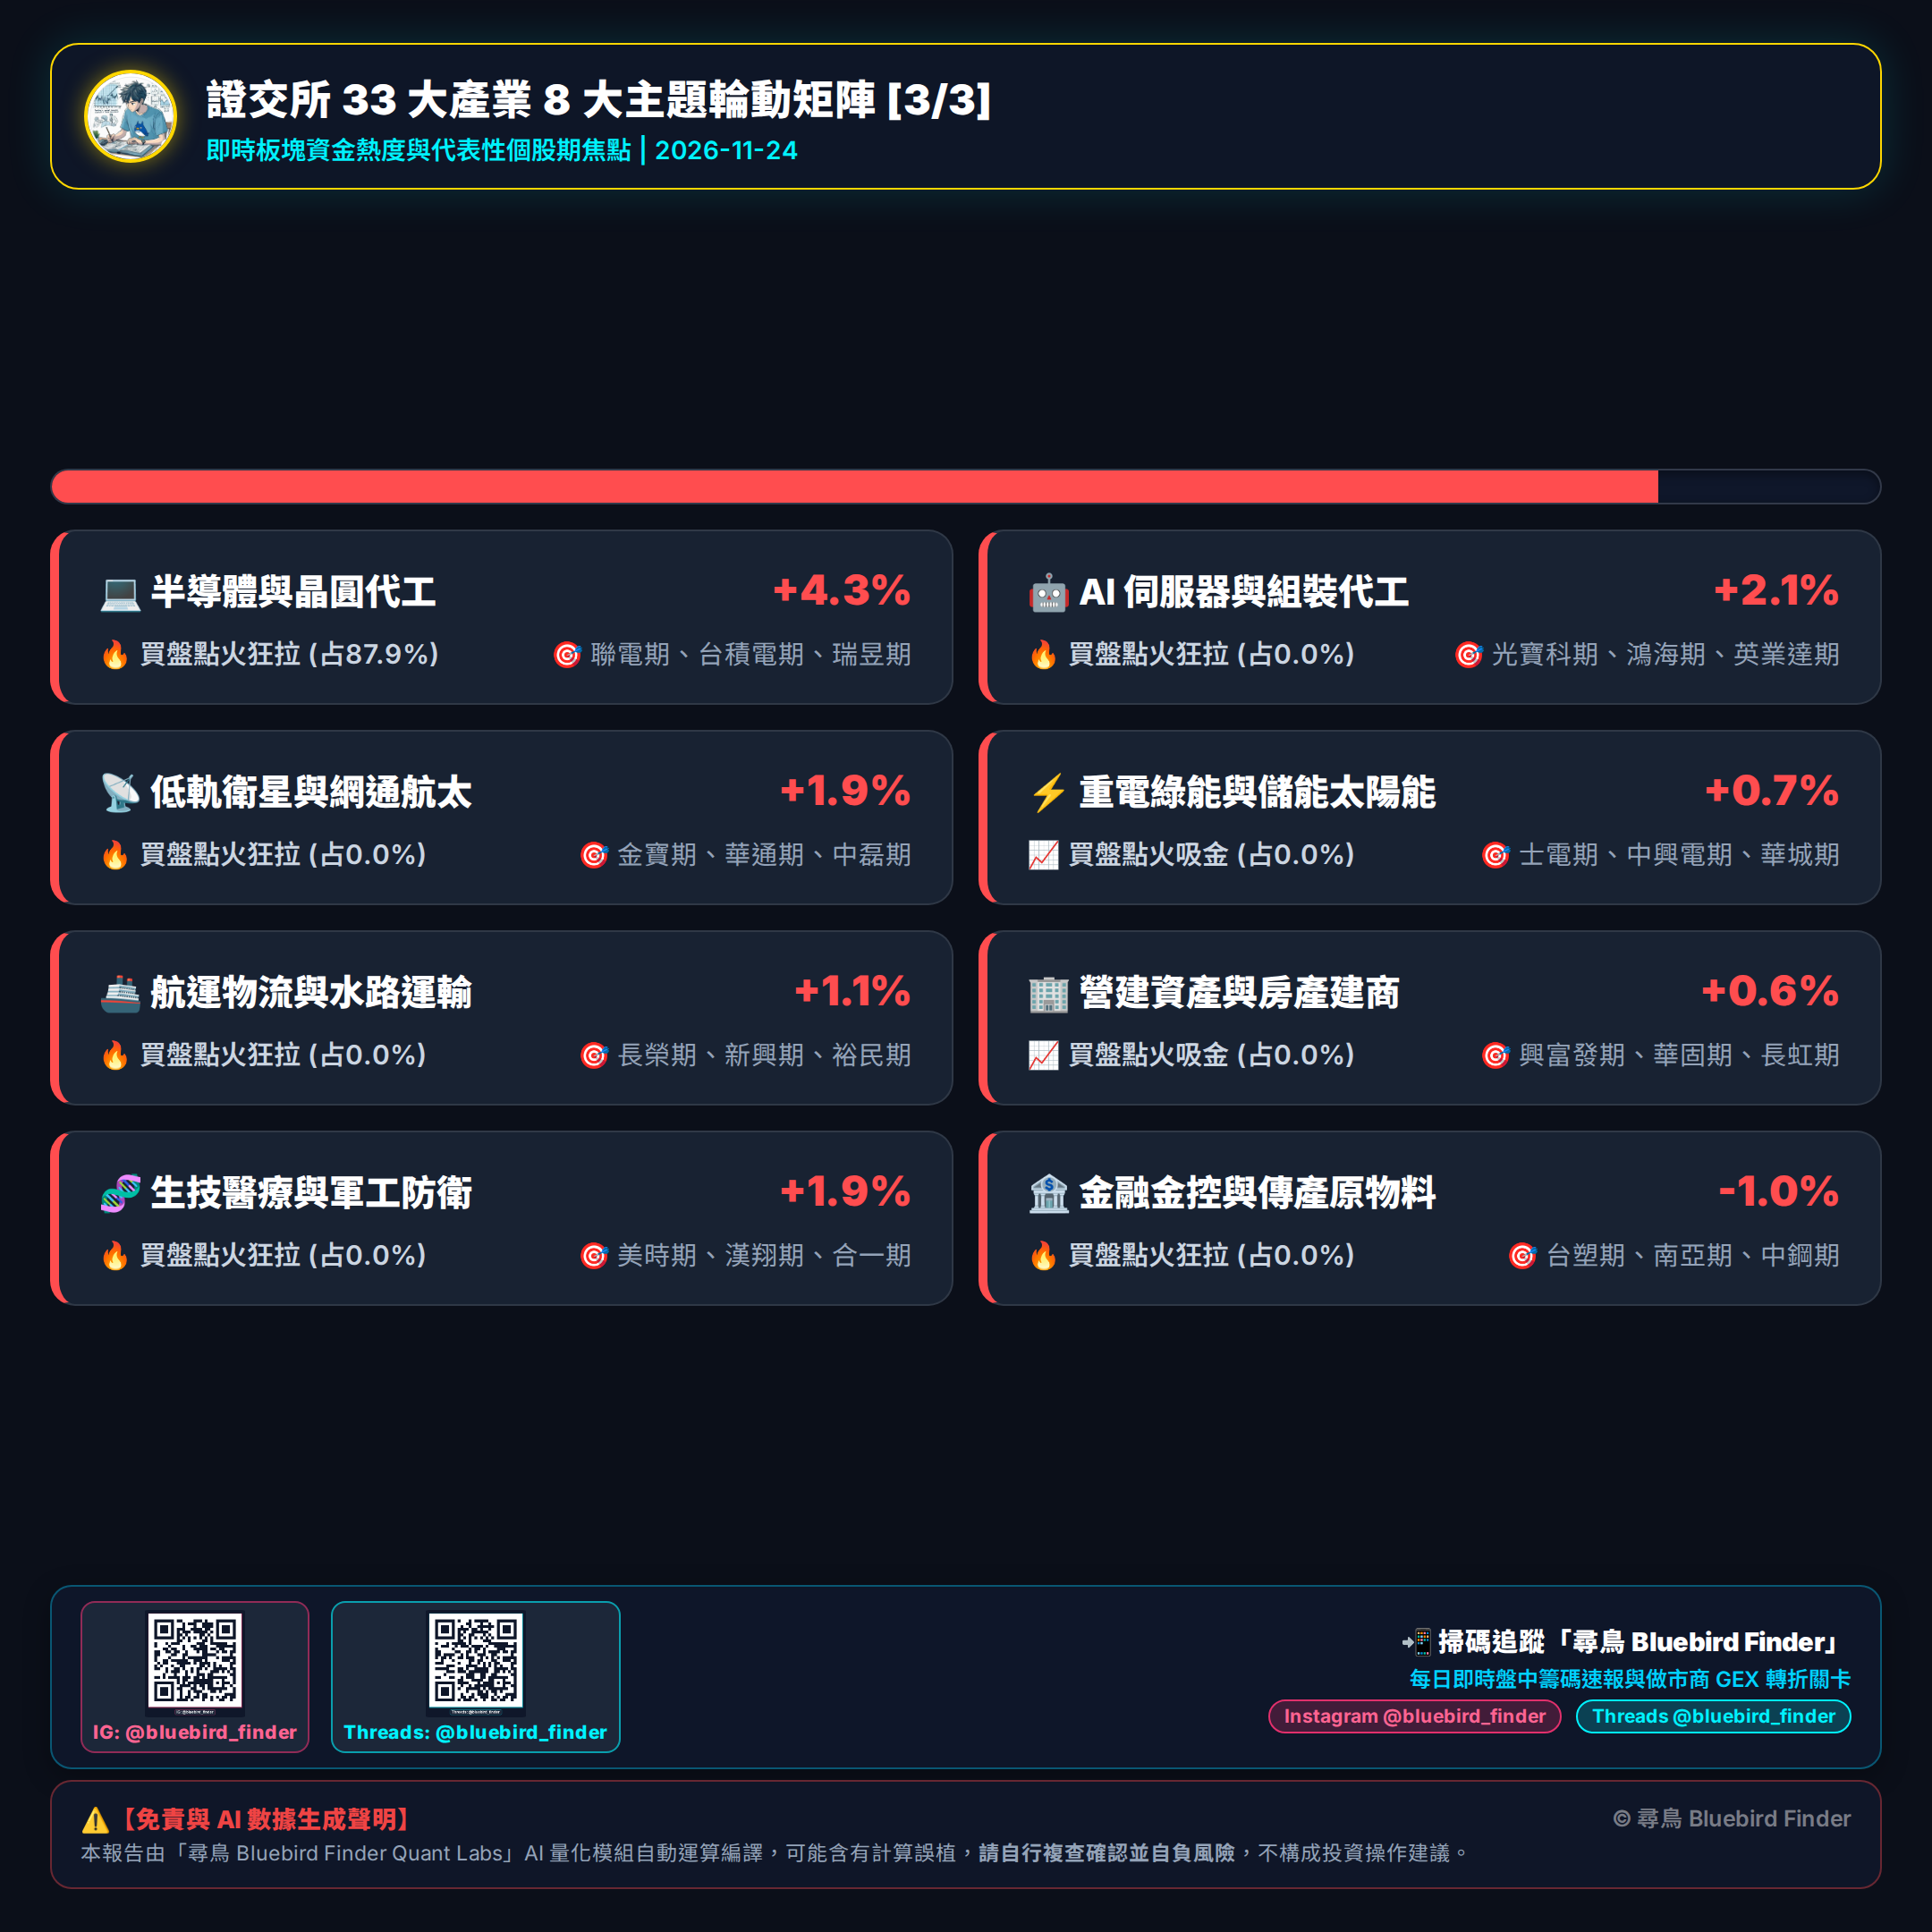 證交所 33 大產業 8 大主題輪動矩陣 [3/3]
即時板塊資金熱度與代表性個股期焦點 | 2026-11-24
💻 半導體與晶圓代工 +4.3%
🔥 買盤點火狂拉 (占87.9%) 🎯 聯電期、台積電期、瑞昱期
🤖 AI 伺服器與組裝代工 +2.1%
🔥 買盤點火狂拉 (占0.0%) 🎯 光寶科期、鴻海期、英業達期
📡 低軌衛星與網通航太 +1.9%
🔥 買盤點火狂拉 (占0.0%) 🎯 金寶期、華通期、中磊期
⚡ 重電綠能與儲能太陽能 +0.7%
📈 買盤點火吸金 (占0.0%) 🎯 士電期、中興電期、華城期
🚢 航運物流與水路運輸 +1.1%
🔥 買盤點火狂拉 (占0.0%) 🎯 長榮期、新興期、裕民期
🏢 營建資產與房產建商 +0.6%
📈 買盤點火吸金 (占0.0%) 🎯 興富發期、華固期、長虹期
🧬 生技醫療與軍工防衛 +1.9%
🔥 買盤點火狂拉 (占0.0%) 🎯 美時期、漢翔期、合一期
🏦 金融金控與傳產原物料 -1.0%
🔥 買盤點火狂拉 (占0.0%) 🎯 台塑期、南亞期、中鋼期
IG: @bluebird_finder
Threads: @bluebird_finder
📲 掃碼追蹤「尋鳥 Bluebird Finder」
每日即時盤中籌碼速報與做市商 GEX 轉折關卡
Instagram @bluebird_finder Threads @bluebird_finder
⚠️【免責與 AI 數據生成聲明】
© 尋鳥 Bluebird Finder
本報告由「尋鳥 Bluebird Finder Quant Labs」AI 量化模組自動運算編譯，可能含有計算誤植，請自行複查確認並自負風險，不構成投資操作建議。